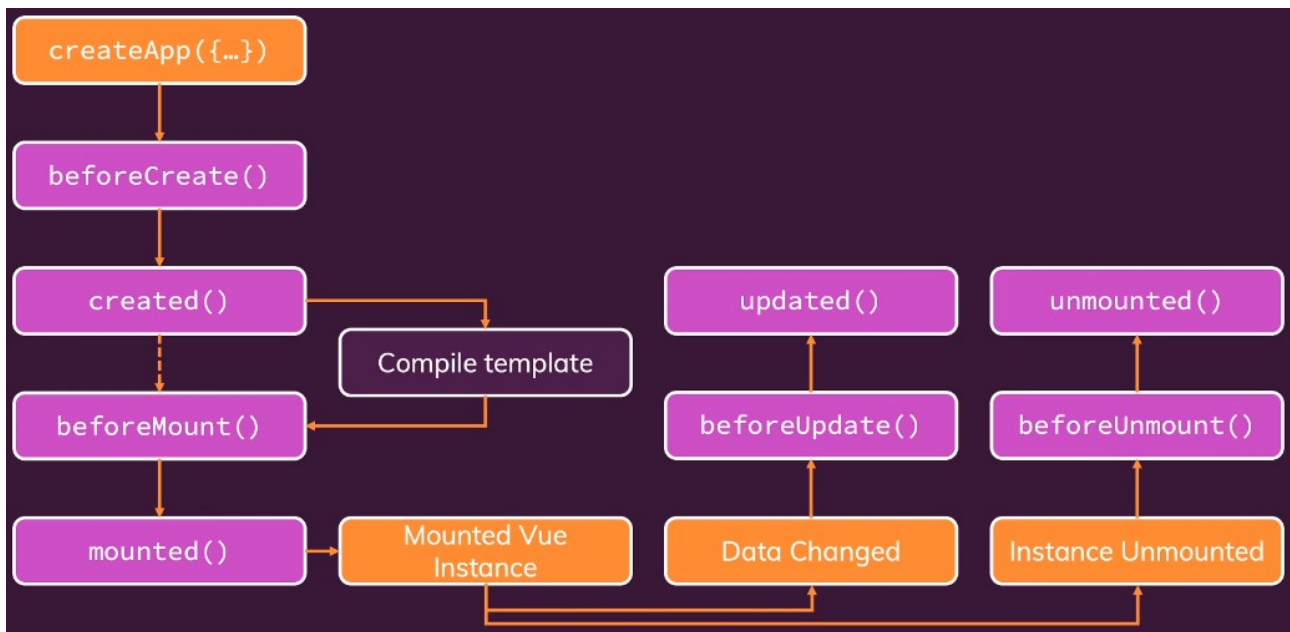 createApp({…})
beforeCreate()
created()
Compile template
beforeMount()
mounted()
Mounted Vue
Instance
updated()
beforeUpdate()
Data Changed
unmounted()
beforeUnmount()
Instance Unmounted